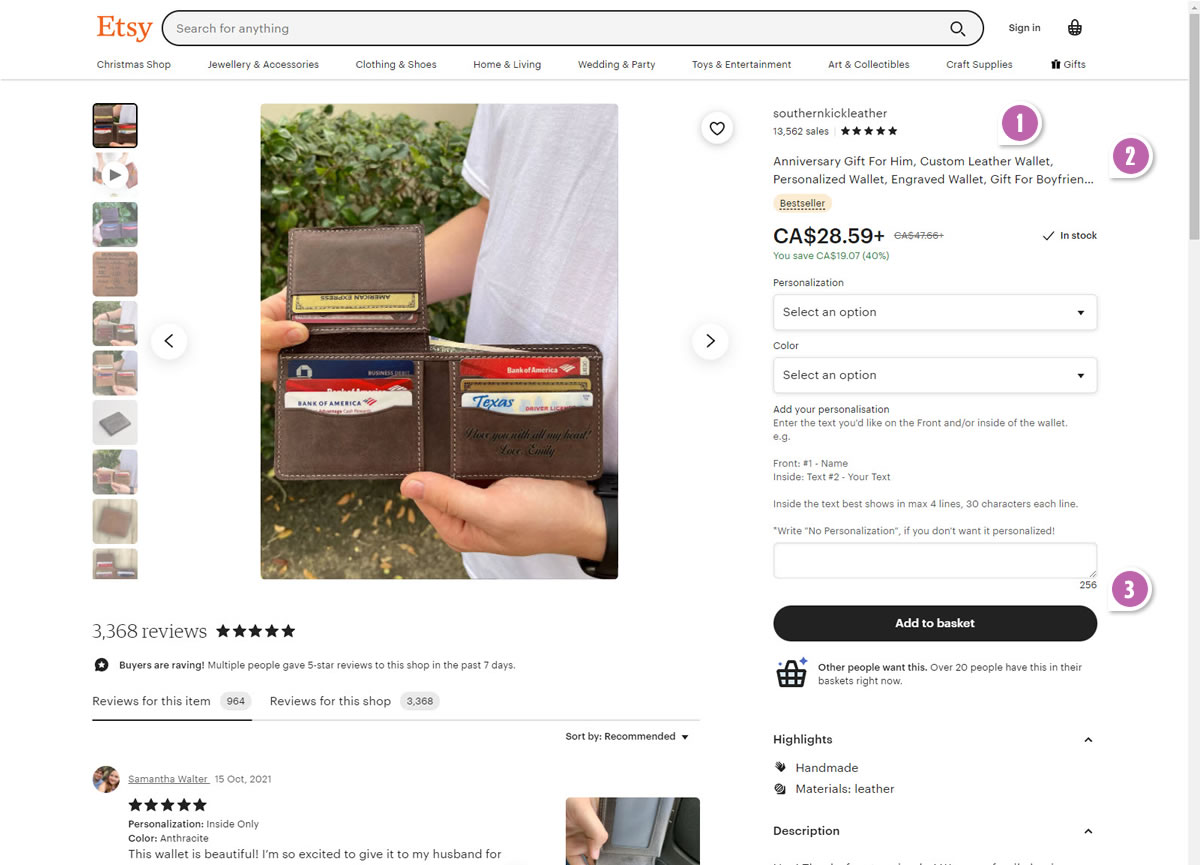 Etsy
Search for anything
Sign in
Christmas Shop
Jewellery & Accessories
Clothing & Shoes
Home & Living
Wedding & Party
Toys & Entertainment
Art & Collectibles
Craft Supplies
Gifts
AMERICAN EXPRESS
BUSINESS DEBIT
Bank of America
BANK OF AMERICA
Advantage Cash Rewards
Bank of America
Texas
DRIVER LICEN
I love you with all my heart!
Love, Emily
southernkickleather
13,562 sales
1
2
Anniversary Gift For Him, Custom Leather Wallet,
Personalized Wallet, Engraved Wallet, Gift For Boyfrien...
Bestseller
CA$28.59+ CA$47.66+
In stock
You save CA$19.07 (40%)
Personalization
Select an option
Color
Select an option
Add your personalisation
Enter the text you'd like on the Front and/or inside of the wallet.
e.g.
Front: #1 - Name
Inside: Text #2 - Your Text
Inside the text best shows in max 4 lines, 30 characters each line.
*Write "No Personalization", if you don't want it personalized!
256
3
Add to basket
Other people want this. Over 20 people have this in their
baskets right now.
Highlights
Handmade
Materials: leather
Description
3,368 reviews
Buyers are raving! Multiple people gave 5-star reviews to this shop in the past 7 days.
Reviews for this item 964
Reviews for this shop 3,368
Sort by: Recommended
Samantha Walter 15 Oct, 2021
Personalization: Inside Only
Color: Anthracite
This wallet is beautiful! I'm so excited to give it to my husband for